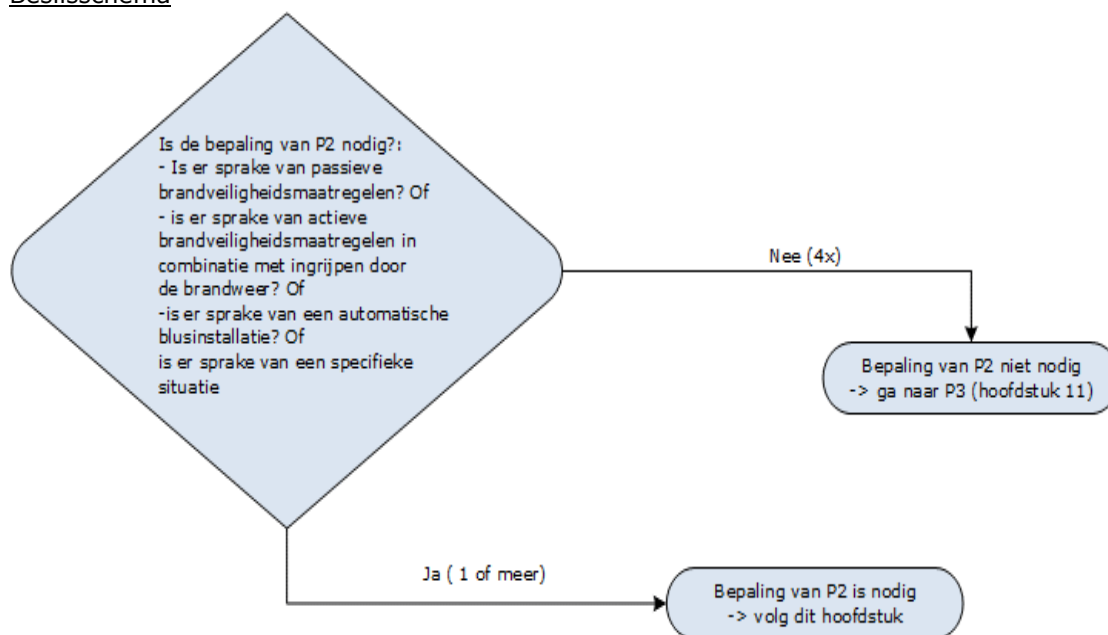 Beslisschema
Is de bepaling van P2 nodig?:
- Is er sprake van passieve
brandveiligheidsmaatregelen? Of
- is er sprake van actieve
brandveiligheidsmaatregelen in
combinatie met ingrijpen door
de brandweer? Of
-is er sprake van een automatische
blusinstallatie? Of
is er sprake van een specifieke
situatie
Nee (4x)
Bepaling van P2 niet nodig
-> ga naar P3 (hoofdstuk 11)
Ja ( 1 of meer)
Bepaling van P2 is nodig
-> volg dit hoofdstuk